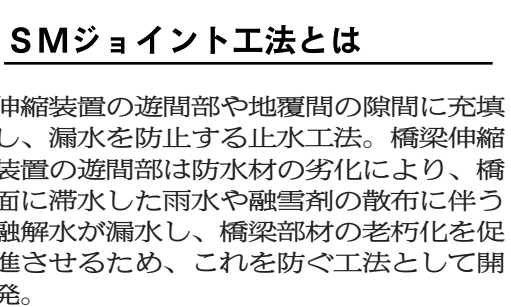 SMジョイント工法とは
伸縮装置の遊間部や地覆間の隙間に充填
し、漏水を防止する止水工法。橋梁伸縮
装置の遊間部は防水材の劣化により、橋
面に滞水した雨水や融雪剤の散布に伴う
融解水が漏水し、橋梁部材の老朽化を促
進させるため、これを防ぐ工法として開
発。